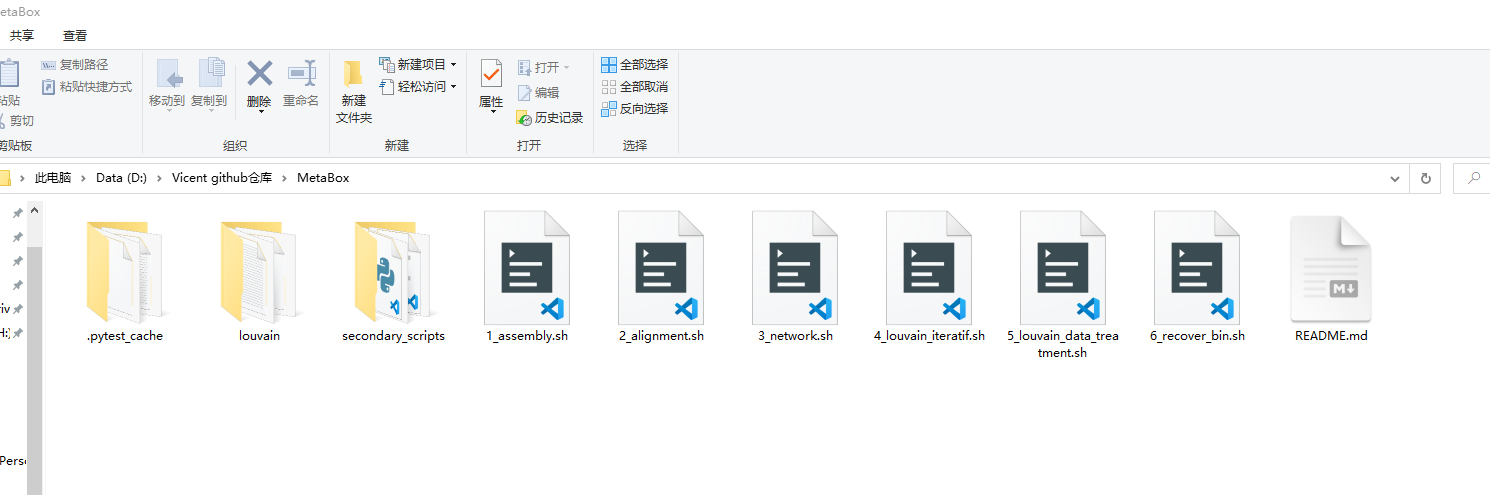 etaBox
共享 查看
复制路径
粘贴快捷方式
粘贴
剪切
剪贴板
移动到 复制到 删除 重命名
组织
新建
文件夹
新建项目
轻松访问
新建
属性
打开
编辑
历史记录
打开
全部选择
全部取消
反向选择
选择
此电脑 Data (D:) Vicent github仓库 MetaBox
riv
H:)
Perso
.pytest_cache
louvain
secondary_scripts
1_assembly.sh
2_alignment.sh
3_network.sh
4_louvain_iteratif.sh
5_louvain_data_trea
tment.sh
6_recover_bin.sh
README.md
M